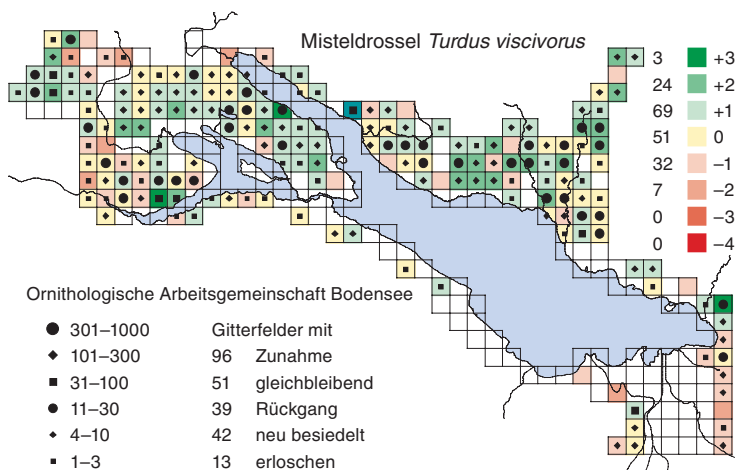 Misteldrossel Turdus viscivorus
3 +3
24 +2
69 +1
51 0
32 −1
7 −2
0 −3
0 −4
Ornithologische Arbeitsgemeinschaft Bodensee
301–1000 Gitterfelder mit
101–300 96 Zunahme
31–100 51 gleichbleibend
11–30 39 Rückgang
4–10 42 neu besiedelt
1–3 13 erloschen